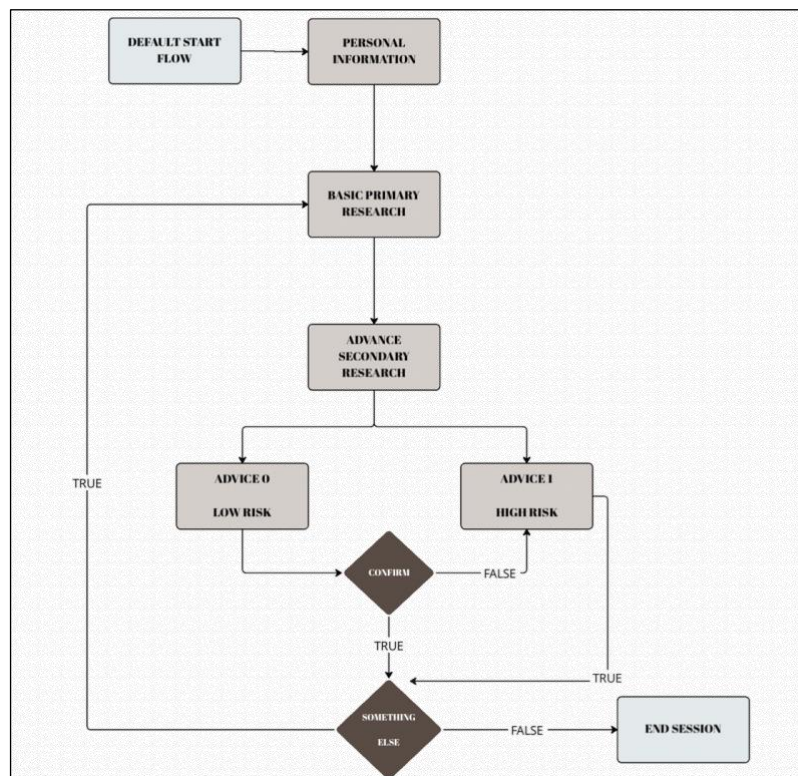 DEFAULT START
FLOW
PERSONAL
INFORMATION
BASIC PRIMARY
RESEARCH
ADVANCE
SECONDARY
RESEARCH
TRUE
ADVICE 0
LOW RISK
ADVICE 1
HIGH RISK
CONFIRM
FALSE
TRUE
TRUE
SOMETHING
ELSE
FALSE
END SESSION